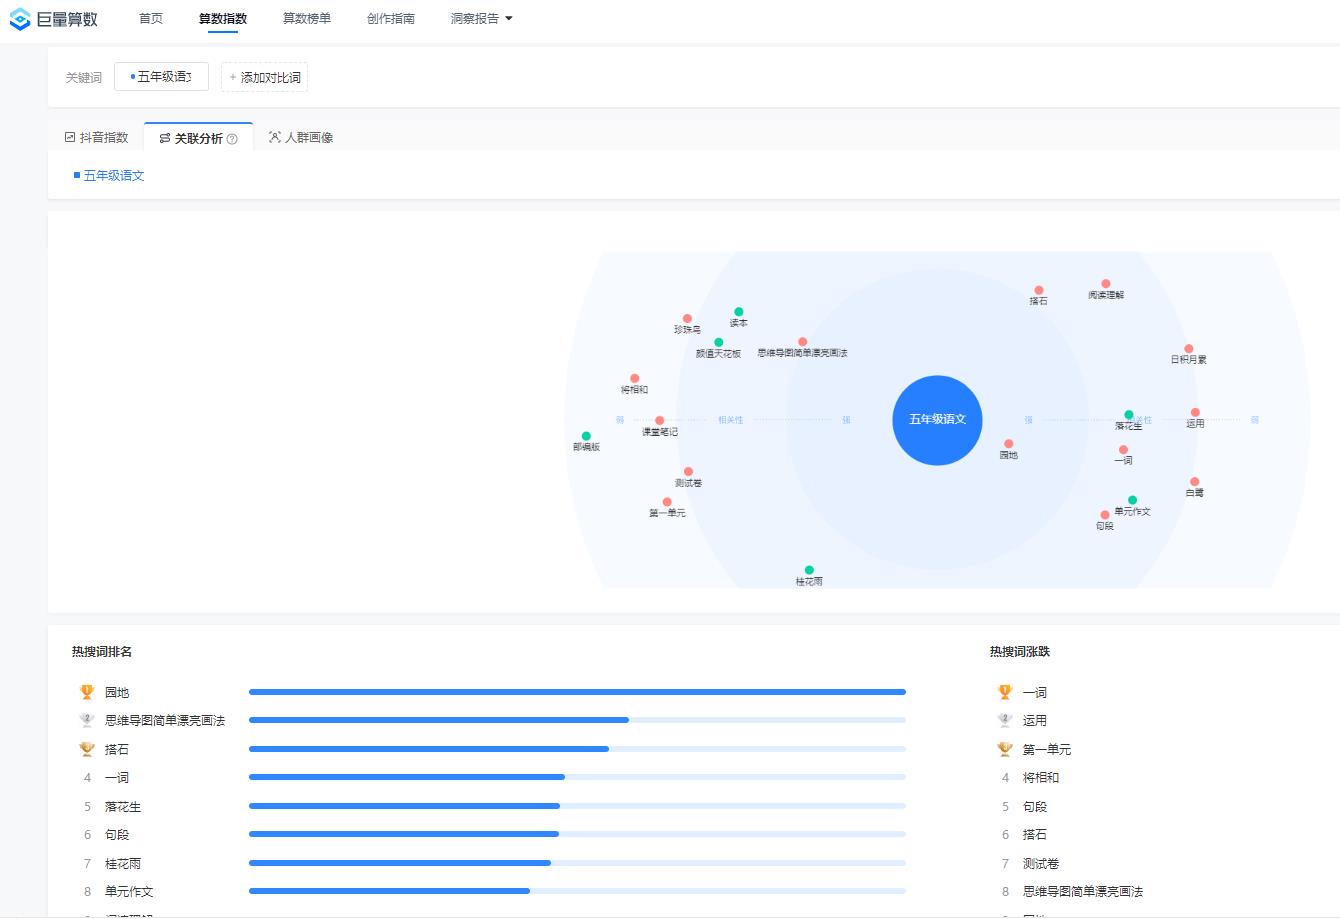 巨量算数 首页 算数指数 算数榜单 创作指南 洞察报告
关键词 五年级语文 + 添加对比词
抖音指数 关联分析 ? 人群画像
五年级语文
搭石
阅读理解
珍珠鸟
读本
颜值天花板
思维导图简单漂亮画法
日积月累
将相和
课堂笔记
部编版
弱 相关性 强 五年级语文 强 相关性 弱
落花生
运用
园地
一词
测试卷
白鹭
第一单元
单元作文
句段
桂花雨
热搜词排名
1 园地
2 思维导图简单漂亮画法
3 搭石
4 一词
5 落花生
6 句段
7 桂花雨
8 单元作文
热搜词涨跌
1 一词
2 运用
3 第一单元
4 将相和
5 句段
6 搭石
7 测试卷
8 思维导图简单漂亮画法